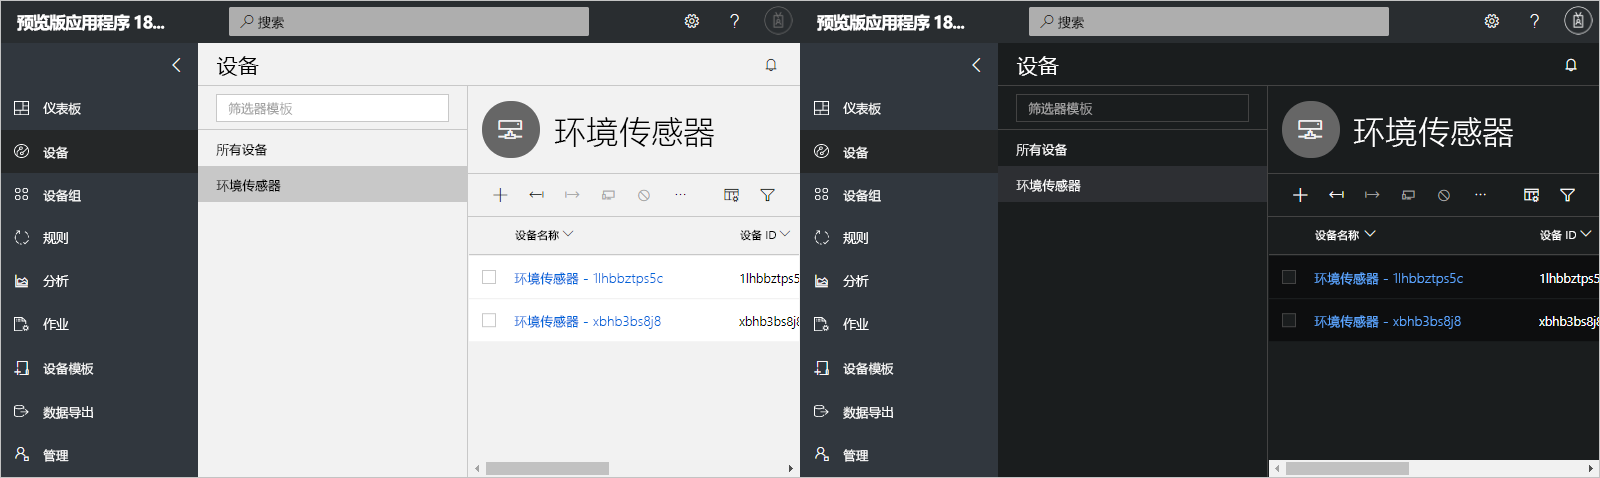 预览版应用程序 18...
搜索
?
设备
仪表板
筛选器模板
环境传感器
设备
所有设备
设备组
环境传感器
规则
设备名称 设备 ID
分析
环境传感器 - 1lhbbztps5c 1lhbbztps5
作业
环境传感器 - xbhb3bs8j8 xbhb3bs8j8
设备模板
数据导出
管理
预览版应用程序 18...
搜索
?
设备
仪表板
筛选器模板
环境传感器
设备
所有设备
设备组
环境传感器
规则
设备名称 设备 ID
分析
环境传感器 - 1lhbbztps5c 1lhbbztps5
作业
环境传感器 - xbhb3bs8j8 xbhb3bs8j8
设备模板
数据导出
管理